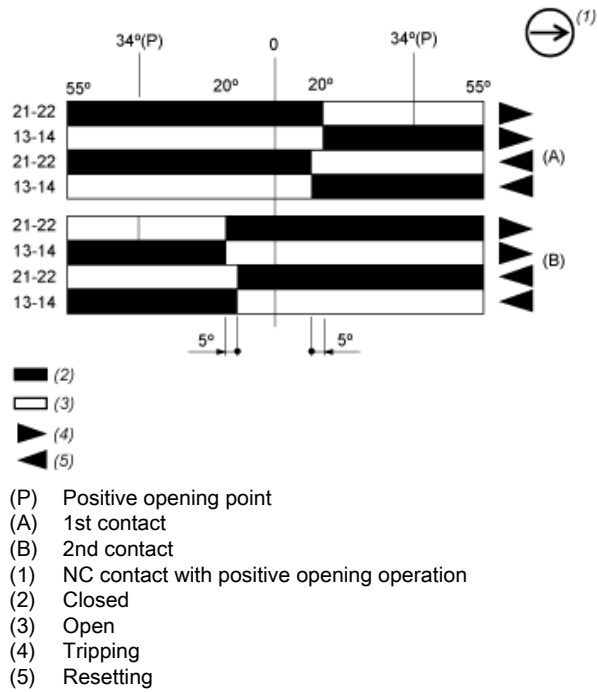 (1)
34º(P) 0 34º(P)
55º 20º 20º 55º
21-22
13-14
21-22 (A)
13-14
21-22
13-14 (B)
21-22
13-14
5º 5º
(2)
(3)
(4)
(5)
(P) Positive opening point
(A) 1st contact
(B) 2nd contact
(1) NC contact with positive opening operation
(2) Closed
(3) Open
(4) Tripping
(5) Resetting